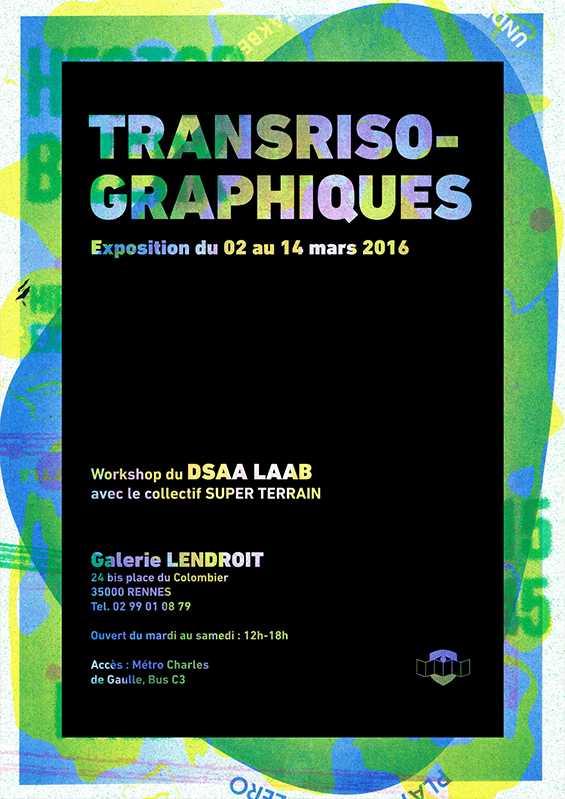 TRANSRISO-
GRAPHIQUES
Exposition du 02 au 14 mars 2016
Workshop du DSAA LAAB
avec le collectif SUPER TERRAIN
Galerie LENDROIT
24 bis place du Colombier
35000 RENNES
Tel. 02 99 01 08 79
Ouvert du mardi au samedi : 12h-18h
Accès : Métro Charles
de Gaulle, Bus C3